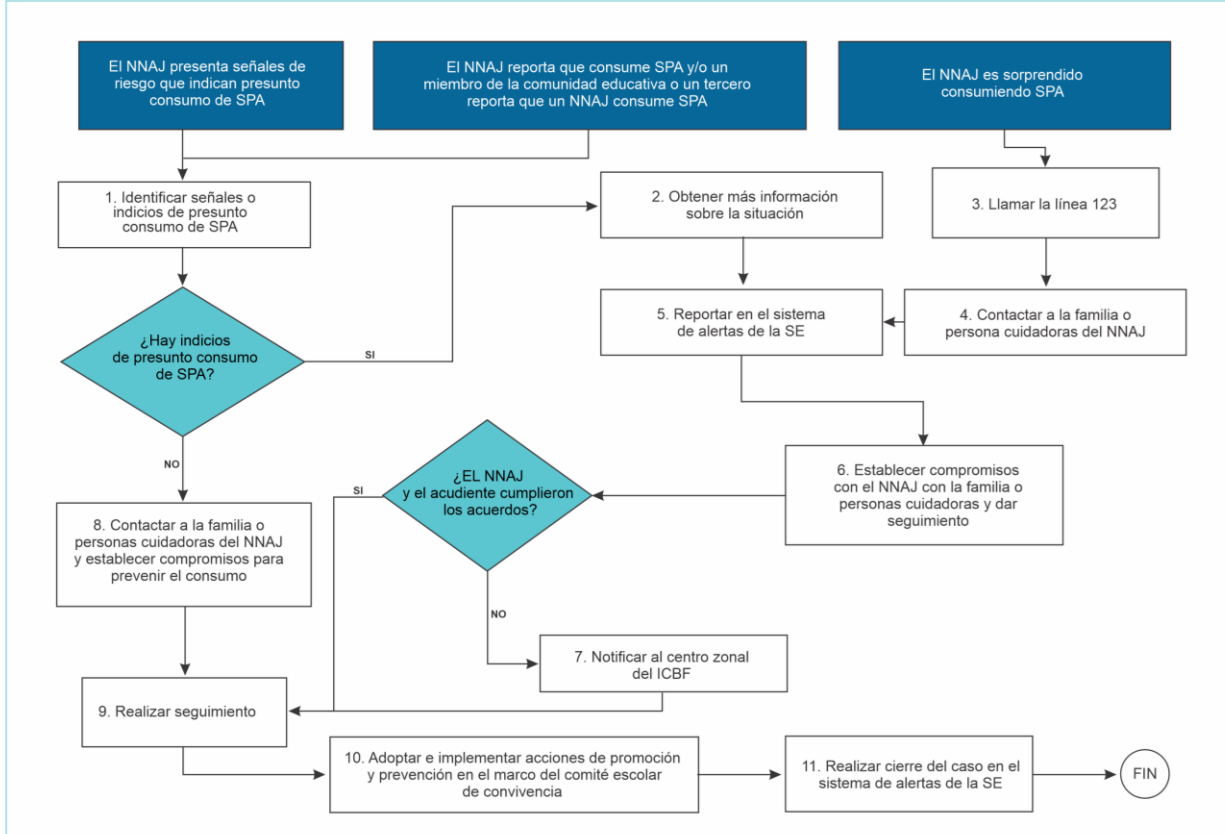 El NNAJ presenta señales de
riesgo que indican presunto
consumo de SPA
El NNAJ reporta que consume SPA y/o un
miembro de la comunidad educativa o un tercero
reporta que un NNAJ consume SPA
El NNAJ es sorprendido
consumiendo SPA
1. Identificar señales o
indicios de presunto
consumo de SPA
2. Obtener más información
sobre la situación
3. Llamar la línea 123
¿Hay indicios
de presunto consumo
de SPA?
SI
5. Reportar en el sistema
de alertas de la SE
4. Contactar a la familia o
persona cuidadoras del NNAJ
NO
¿EL NNAJ
y el acudiente cumplieron
los acuerdos?
SI
6. Establecer compromisos
con el NNAJ con la familia o
personas cuidadoras y dar
seguimiento
8. Contactar a la familia o
personas cuidadoras del NNAJ
y establecer compromisos para
prevenir el consumo
NO
7. Notificar al centro zonal
del ICBF
9. Realizar seguimiento
10. Adoptar e implementar acciones de promoción
y prevención en el marco del comité escolar
de convivencia
11. Realizar cierre del caso en el
sistema de alertas de la SE
FIN